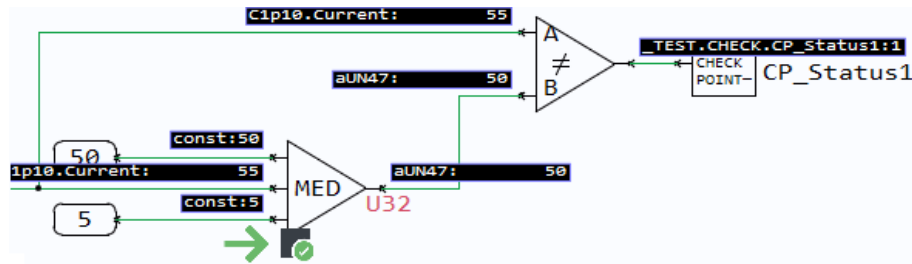 C1p10.Current: 55
A
_TEST.CHECK.CP_Status1:1
≠
CHECK
POINT—
CP_Status1
aUN47: 50
B
const:50
50
1p10.Current: 55
MED
aUN47: 50
const:5
U32
5